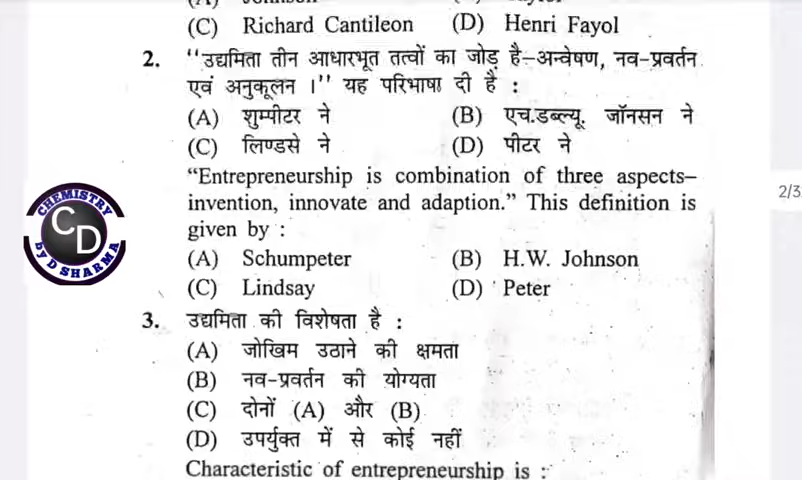 (C) Richard Cantileon (D) Henri Fayol
2. "उद्यमिता तीन आधारभूत तत्वों का जोड़ है–अन्वेषण, नव-प्रवर्तन
एवं अनुकूलन ।" यह परिभाषा दी है :
(A) शुम्पीटर ने (B) एच.डब्ल्यू. जॉनसन ने
(C) लिण्डसे ने (D) पीटर ने
"Entrepreneurship is combination of three aspects–
invention, innovate and adaption." This definition is
given by :
(A) Schumpeter (B) H.W. Johnson
(C) Lindsay (D) Peter
3. उद्यमिता की विशेषता है :
(A) जोखिम उठाने की क्षमता
(B) नव-प्रवर्तन की योग्यता
(C) दोनों (A) और (B)
(D) उपर्युक्त में से कोई नहीं
Characteristic of entrepreneurship is :
CHEMISTRY
CD
by D SHARMA
2/3